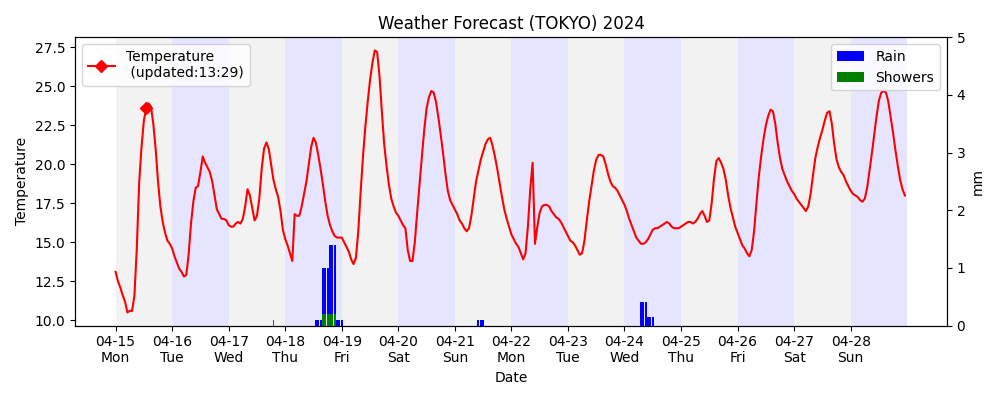 Weather Forecast (TOKYO) 2024
Temperature
(updated:13:29)
Rain
Showers
27.5
25.0
22.5
20.0
17.5
15.0
12.5
10.0
Temperature
5
4
3
2
1
0
mm
04-15 04-16 04-17 04-18 04-19 04-20 04-21 04-22 04-23 04-24 04-25 04-26 04-27 04-28
Mon Tue Wed Thu Fri Sat Sun Mon Tue Wed Thu Fri Sat Sun
Date